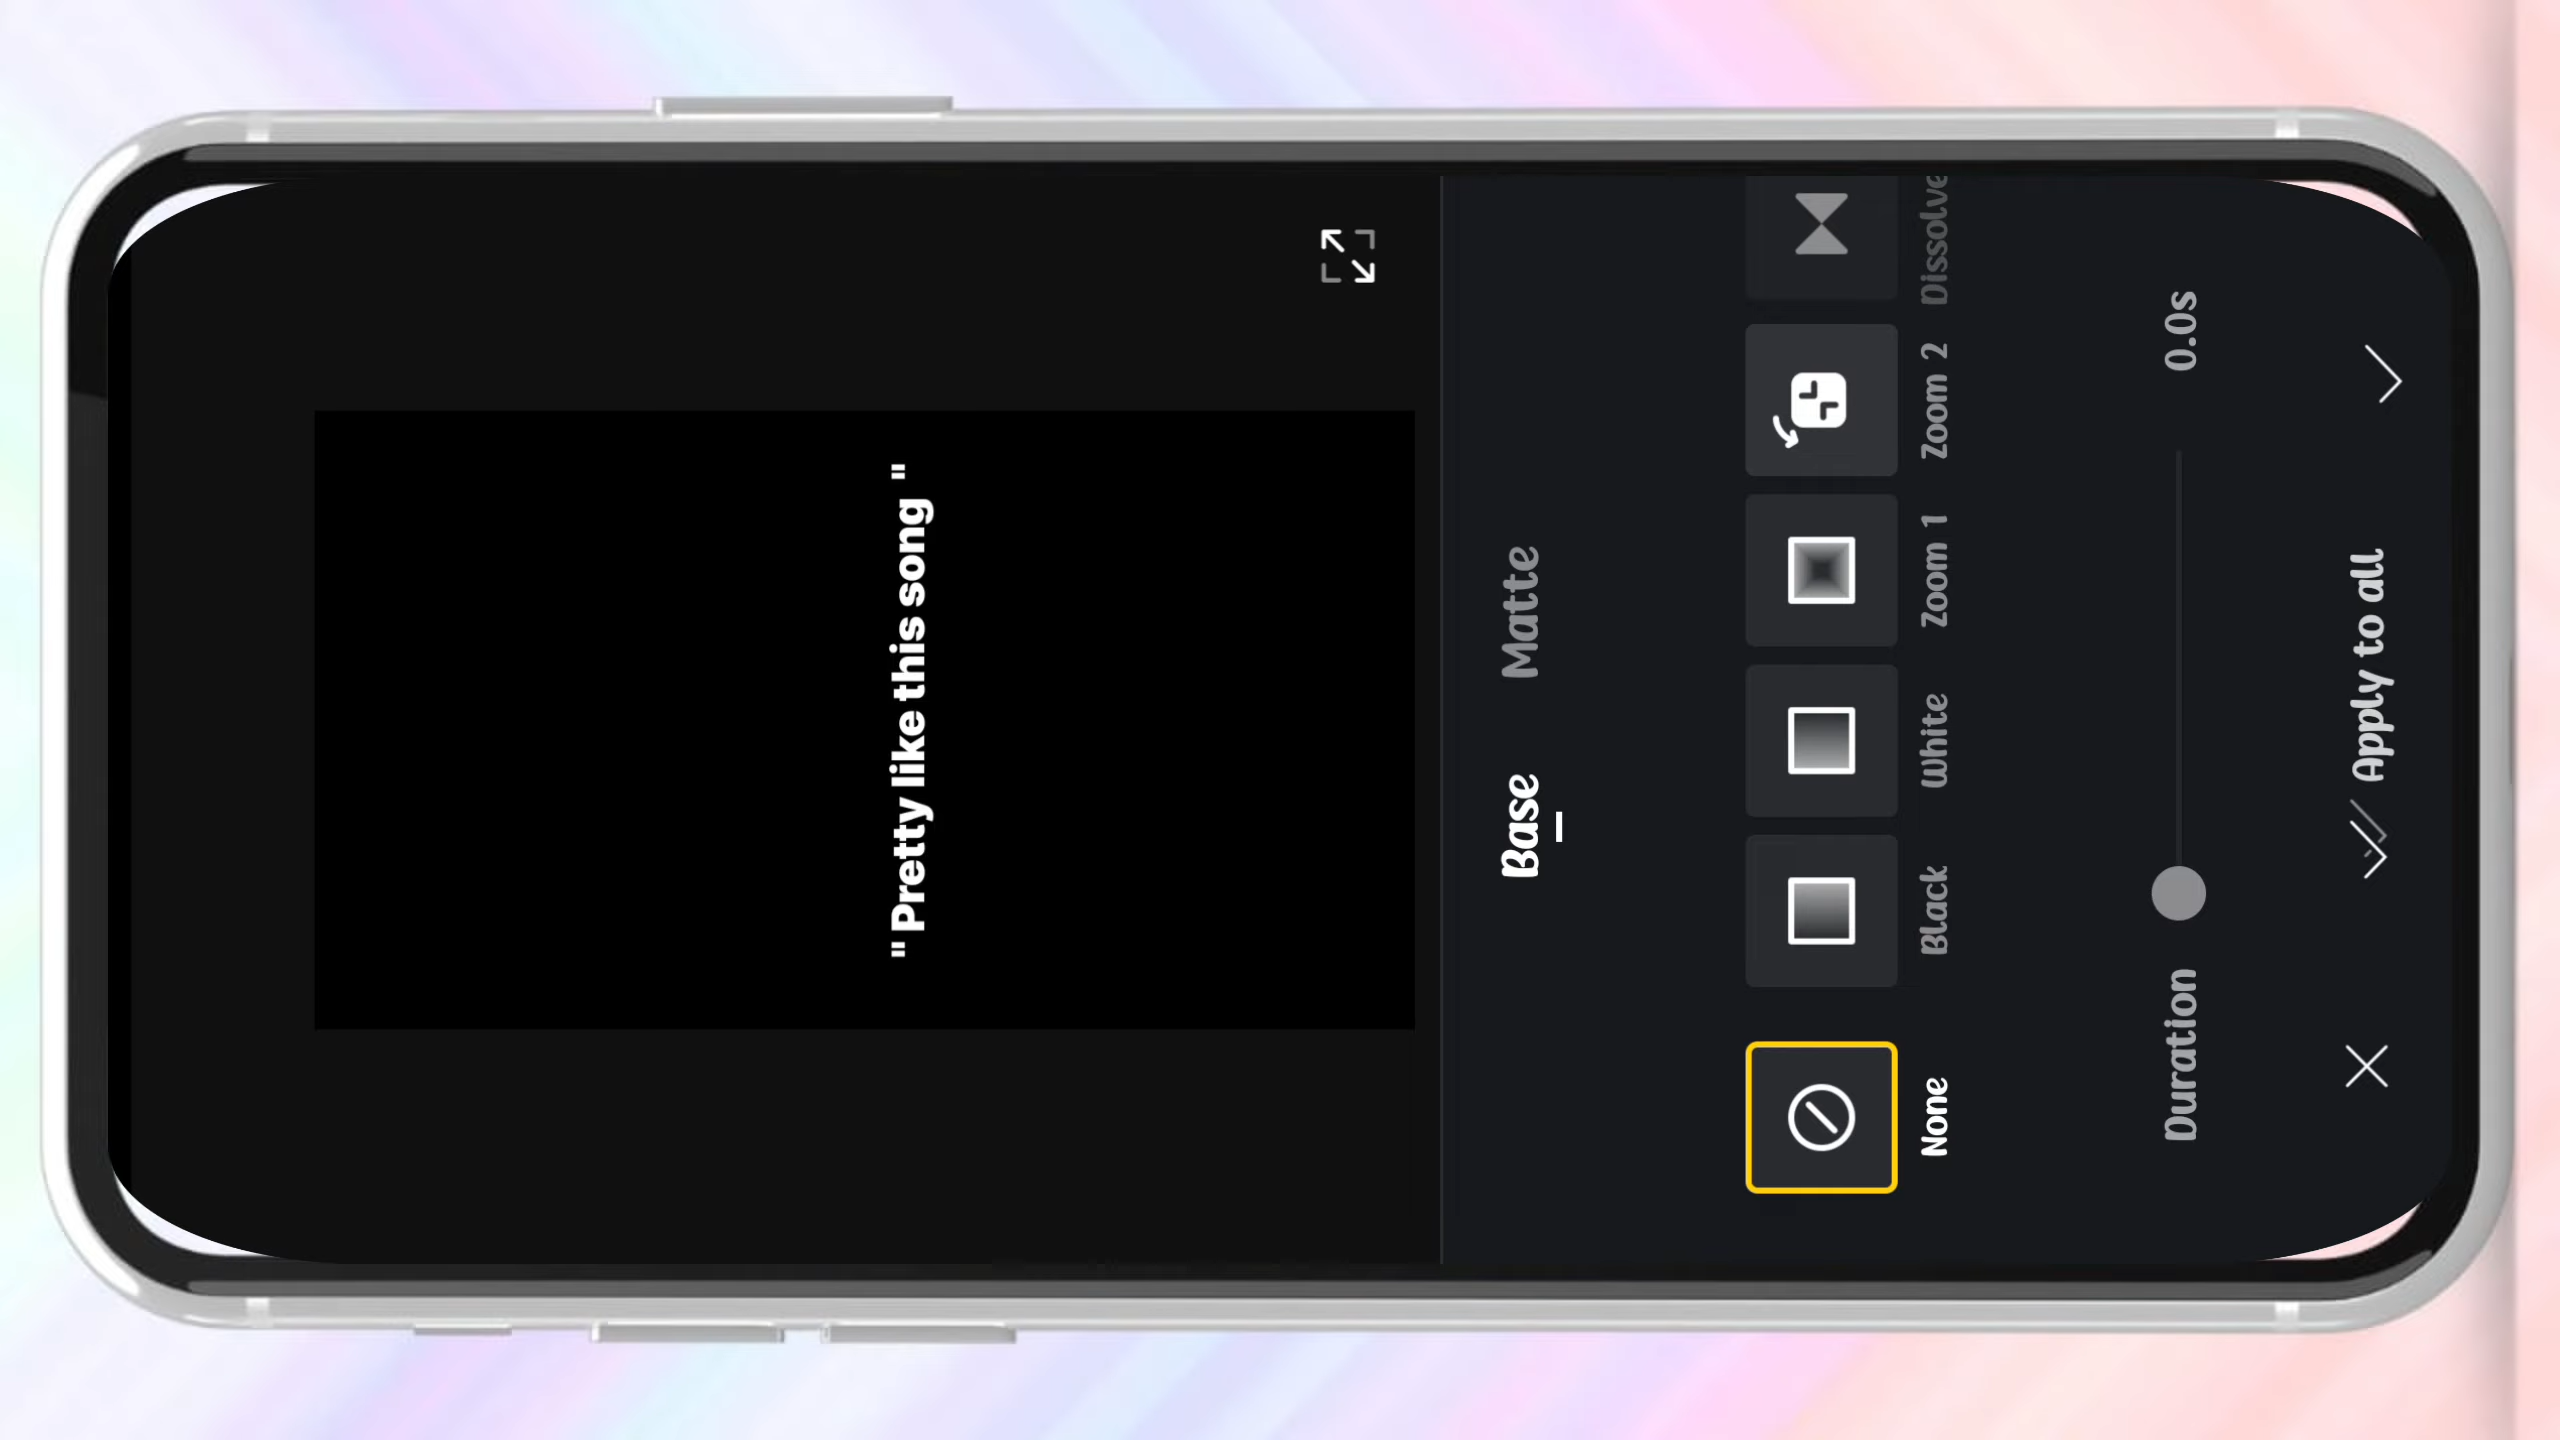 "Pretty like this song "
Base Matte
None Black White Zoom 1 Zoom 2 Dissolve
Duration 0.0s
Apply to all